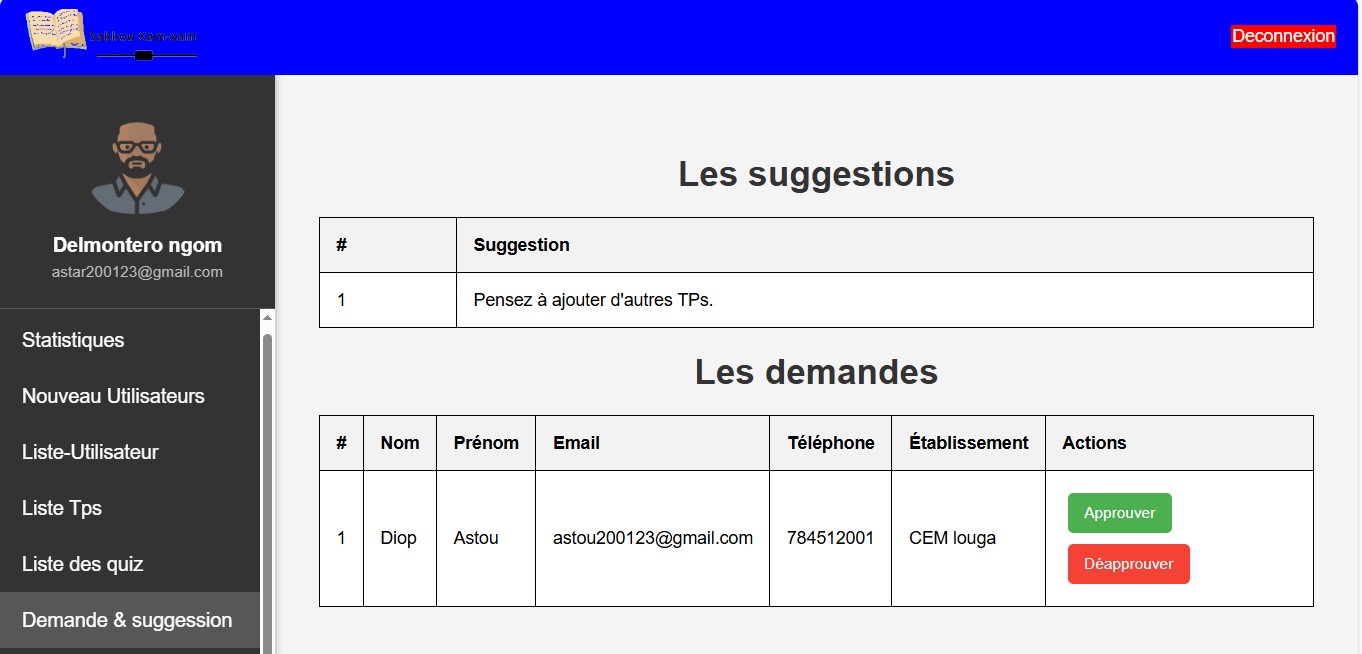 Sakkou Xam-xam
Deconnexion
Delmontero ngom
astar200123@gmail.com
Statistiques
Nouveau Utilisateurs
Liste-Utilisateur
Liste Tps
Liste des quiz
Demande & suggession
Les suggestions
# Suggestion
1 Pensez à ajouter d'autres TPs.
Les demandes
# Nom Prénom Email Téléphone Établissement Actions
1 Diop Astou astou200123@gmail.com 784512001 CEM louga Approuver
Déapprouver